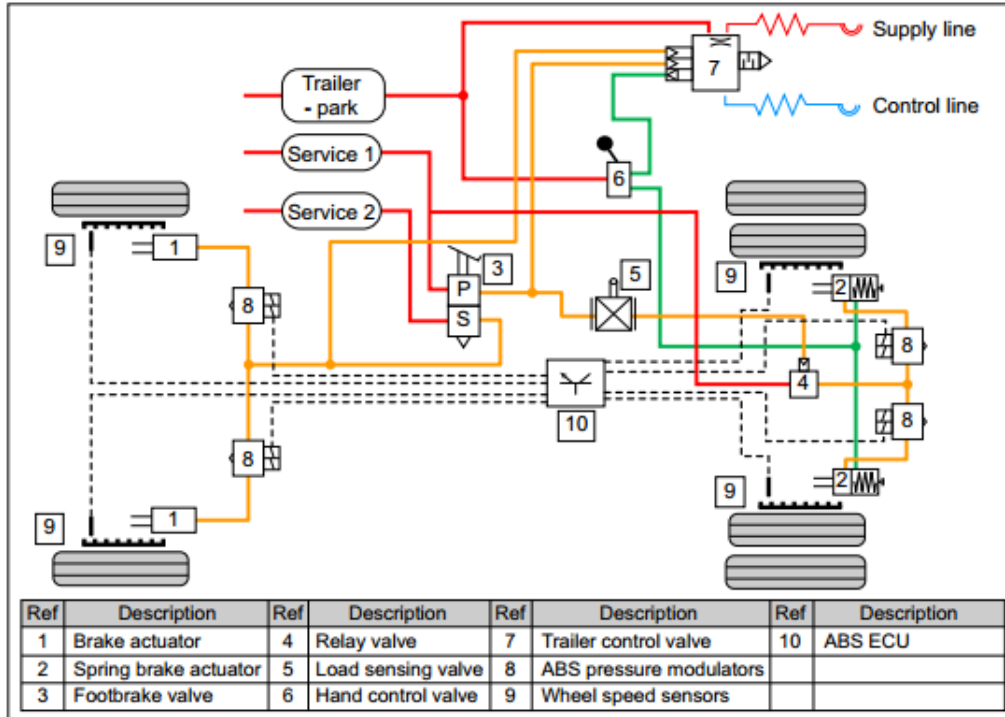 Supply line
7
Trailer
- park
Control line
Service 1
6
Service 2
9
1
3
5
9
P
2
8
S
8
4
10
8
8
2
9
1
9
Ref Description Ref Description Ref Description Ref Description
1 Brake actuator 4 Relay valve 7 Trailer control valve 10 ABS ECU
2 Spring brake actuator 5 Load sensing valve 8 ABS pressure modulators
3 Footbrake valve 6 Hand control valve 9 Wheel speed sensors